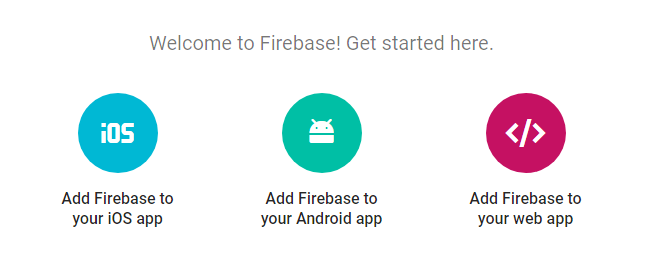 Welcome to Firebase! Get started here.
iOS
</>
Add Firebase to
your iOS app
Add Firebase to
your Android app
Add Firebase to
your web app